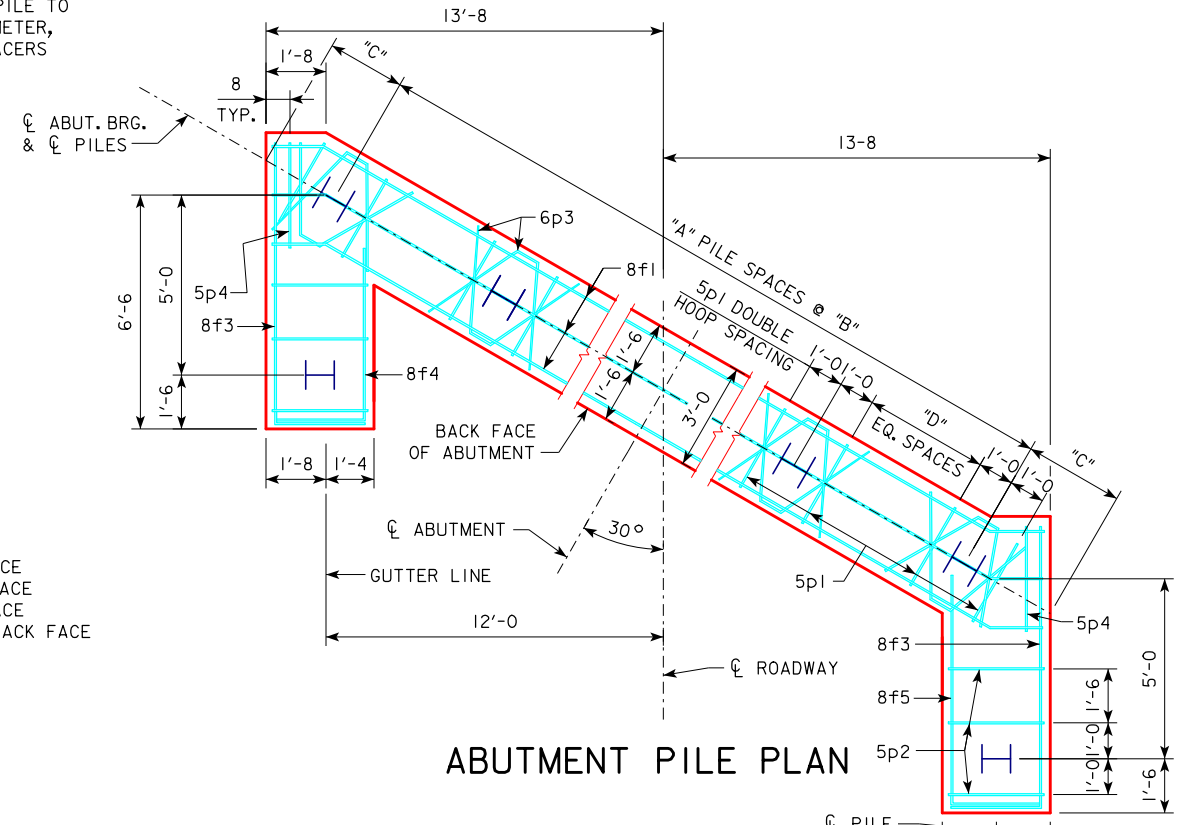 PILE TO
METER,
ACERS
13'-8
1'-8
"C"
8
TYP.
℄ ABUT. BRG.
& ℄ PILES
13'-8
6p3
"A" PILE SPACES @ "B"
8f1
5p1 DOUBLE
HOOP SPACING
1'-0
1'-0
6'-6
5'-0
1'-6
5p4
8f3
8f4
1'-6
1'-6
3'-0
"D"
EQ. SPACES
1'-0
1'-0
"C"
BACK FACE
OF ABUTMENT
1'-8
1'-4
℄ ABUTMENT
30°
GUTTER LINE
5p1
12'-0
5p4
8f3
℄ ROADWAY
8f5
5p2
1'-6
1'-0
1'-0
5'-0
1'-6
CE
ACE
ACE
ACK FACE
ABUTMENT PILE PLAN
℄ PILE